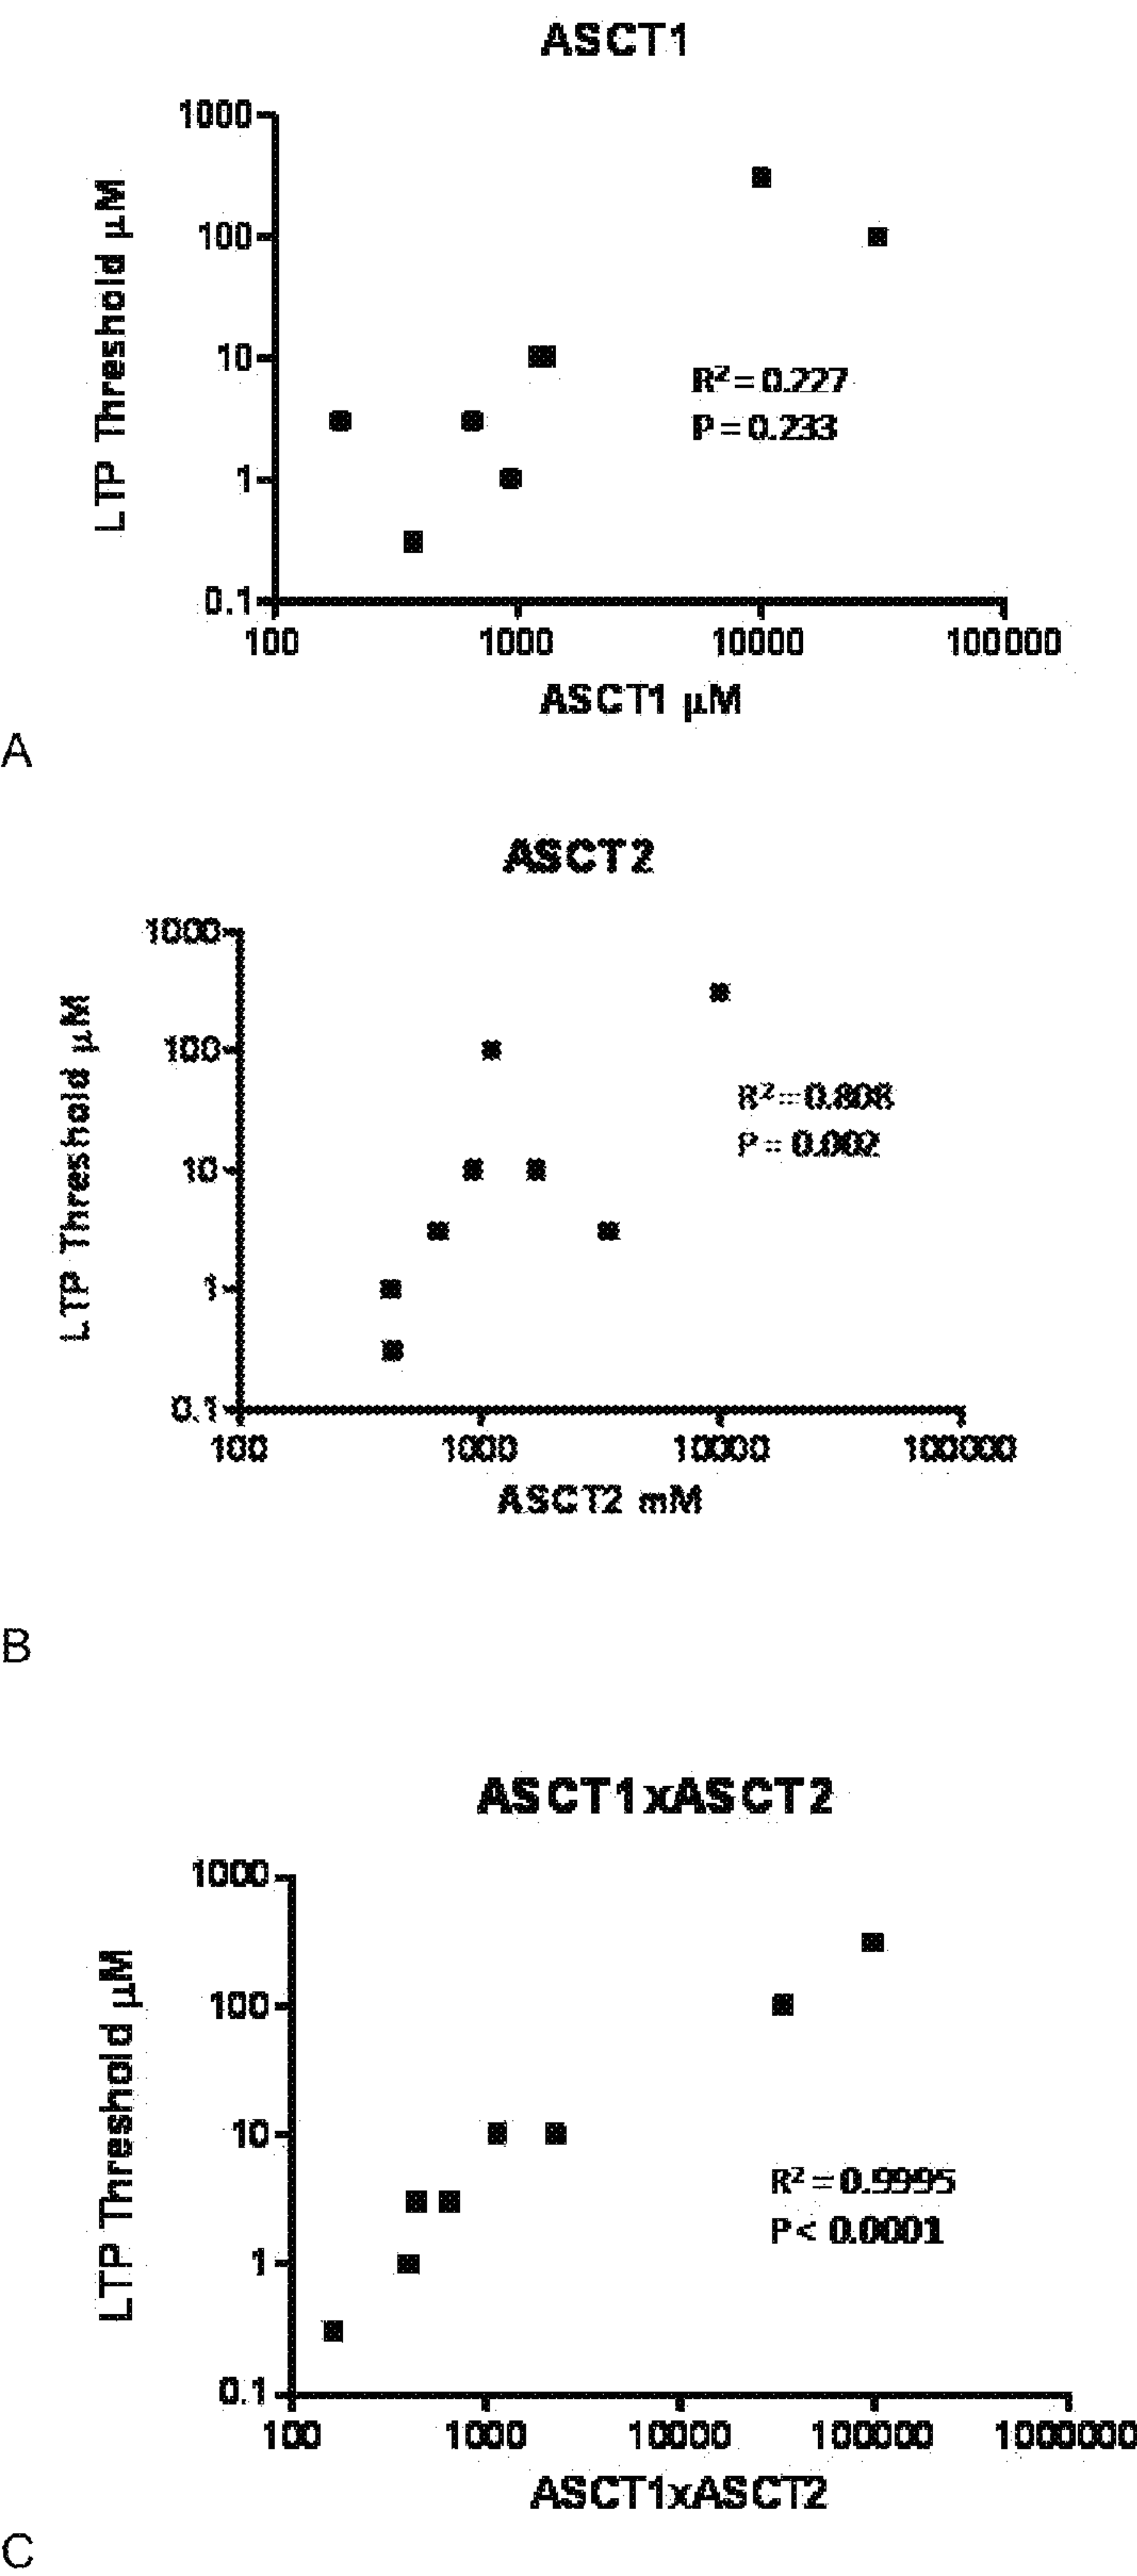 ASCT1
1000
100
10
1
0.1
LTP Threshold µM
R² = 0.227
P = 0.233
100 1000 10000 100000
ASCT1 µM
A
ASCT2
1000
100
10
1
0.1
LTP Threshold µM
R² = 0.808
P = 0.002
100 1000 10000 100000
ASCT2 mM
B
ASCT1xASCT2
1000
100
10
1
0.1
LTP Threshold µM
R² = 0.9995
P < 0.0001
100 1000 10000 100000 1000000
ASCT1xASCT2
C